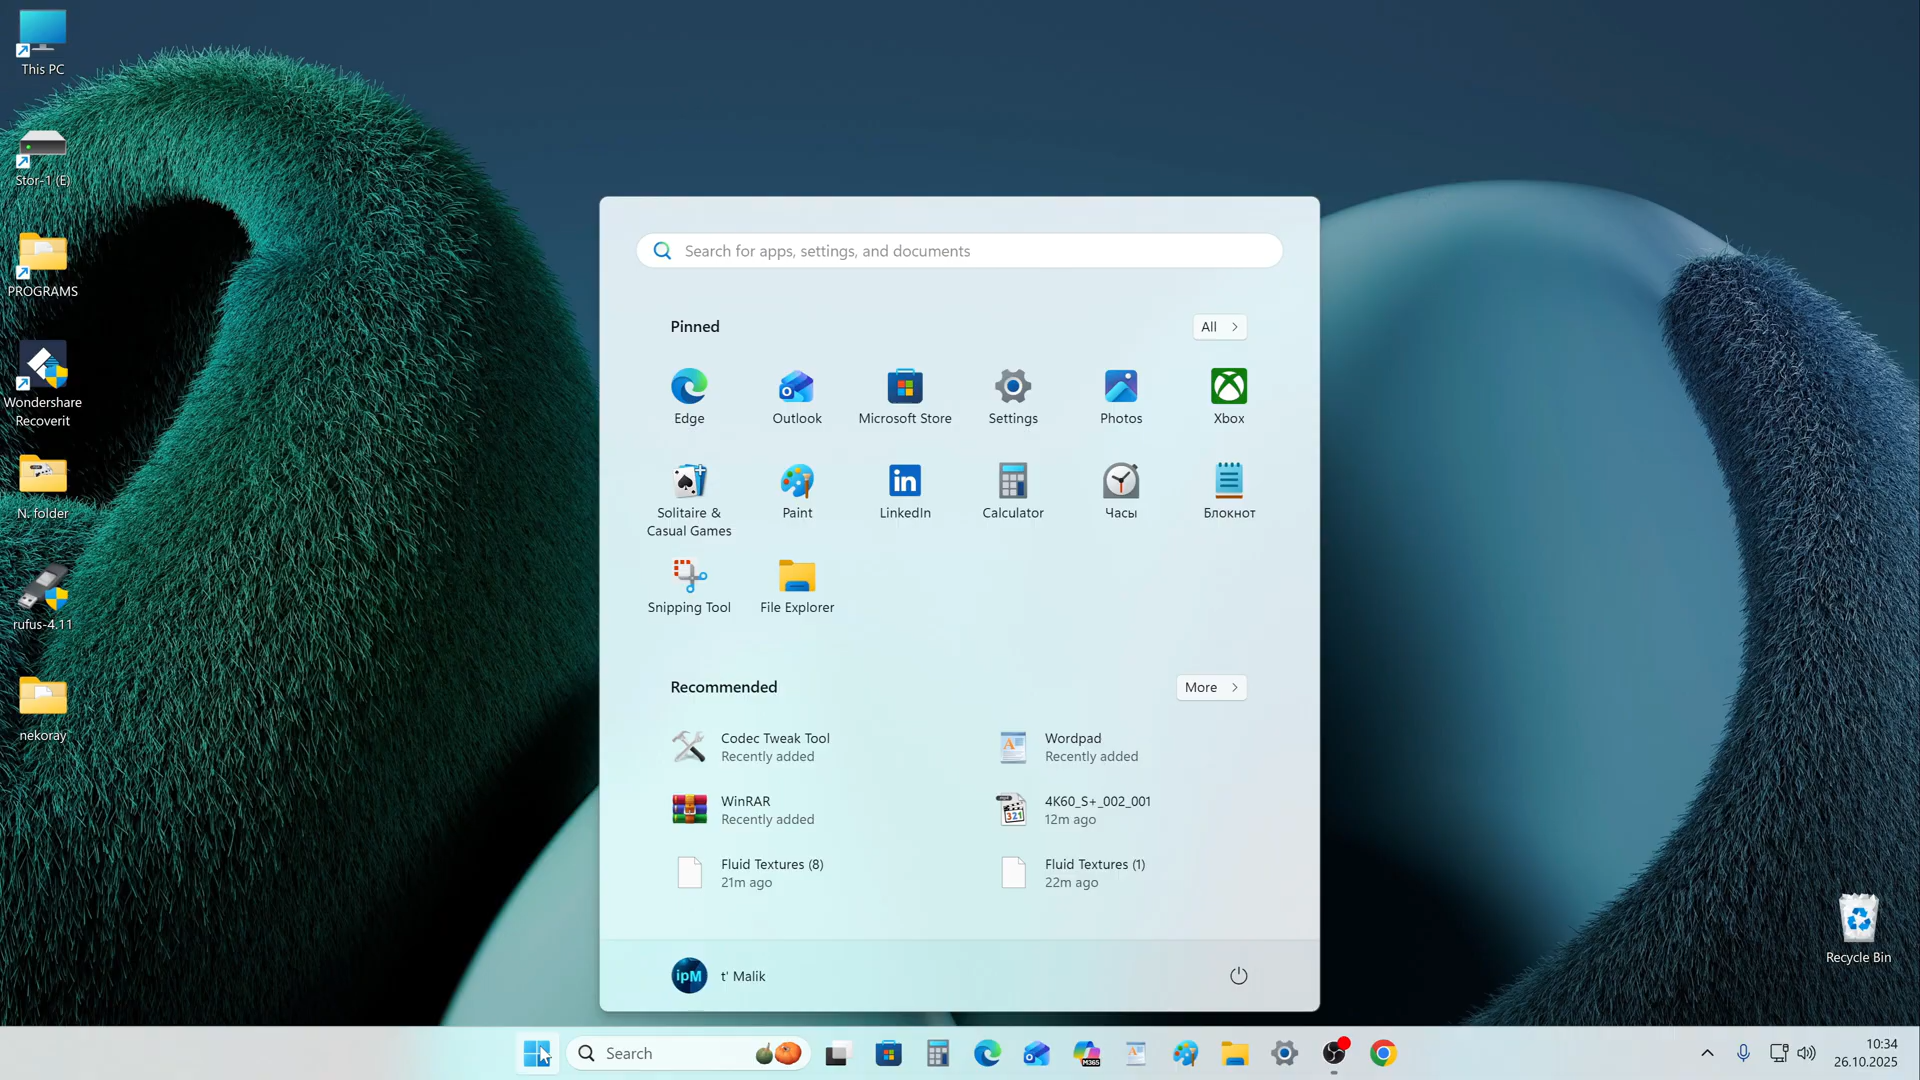 This PC
Stor-1 (E)
PROGRAMS
Wondershare
Recoverit
N. folder
rufus-4.11
nekoray
Search for apps, settings, and documents
Pinned
All
Edge
Outlook
Microsoft Store
Settings
Photos
Xbox
Solitaire &
Casual Games
Paint
LinkedIn
Calculator
Часы
Блокнот
Snipping Tool
File Explorer
Recommended
More
Codec Tweak Tool
Recently added
Wordpad
Recently added
WinRAR
Recently added
4K60_S+_002_001
12m ago
321
Fluid Textures (8)
21m ago
Fluid Textures (1)
22m ago
ipM
t' Malik
Recycle Bin
Search
M365
10:34
26.10.2025